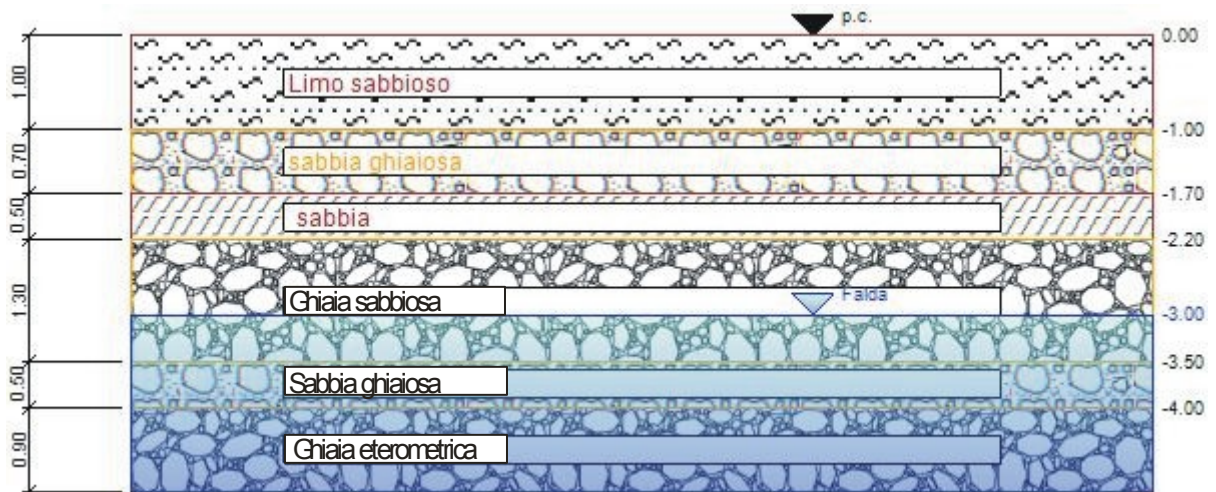 p.c.
0.00
1.00
Limo sabbioso
-1.00
0.70
sabbia ghiaiosa
-1.70
0.50
sabbia
-2.20
1.30
Ghiaia sabbiosa
Falda
-3.00
-3.50
0.50
Sabbia ghiaiosa
-4.00
0.90
Ghiaia eterometrica